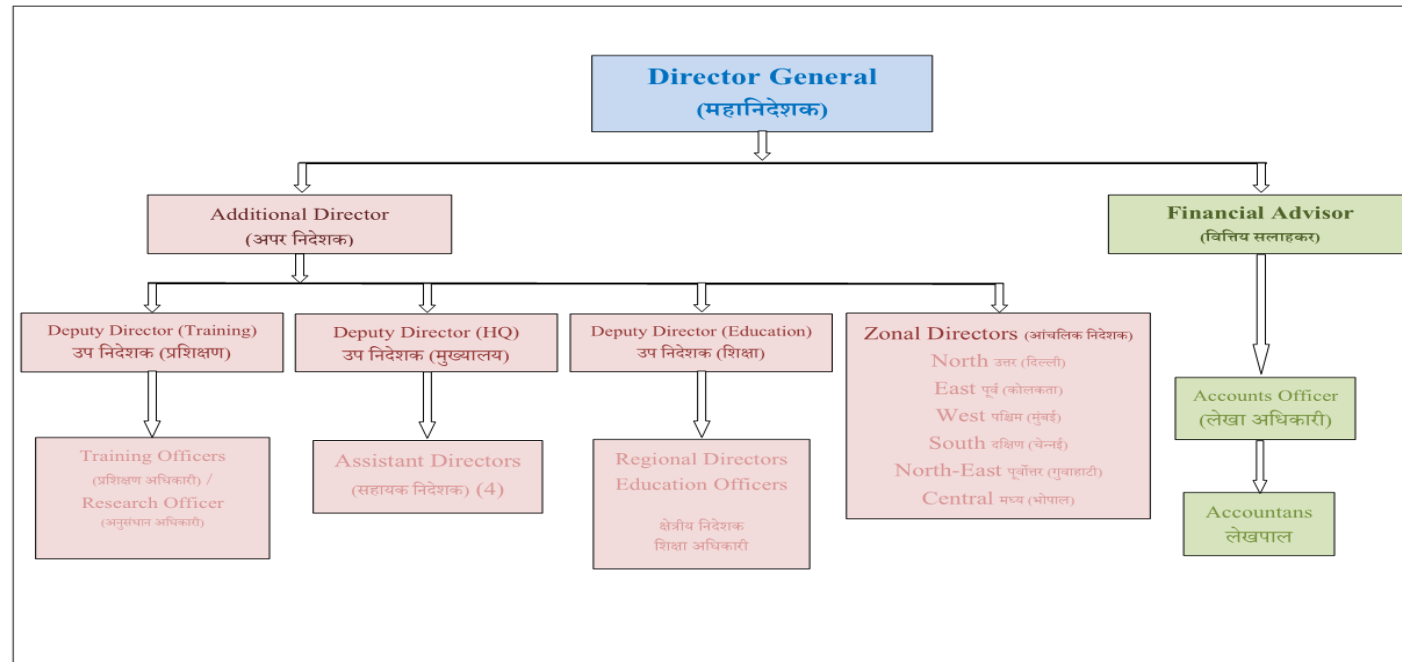 Director General
(महानिदेशक)
Additional Director
(अपर निदेशक)
Financial Advisor
(वित्तिय सलाहकर)
Deputy Director (Training)
उप निदेशक (प्रशिक्षण)
Deputy Director (HQ)
उप निदेशक (मुख्यालय)
Deputy Director (Education)
उप निदेशक (शिक्षा)
Zonal Directors (आंचलिक निदेशक)
North उत्तर (दिल्ली)
East पूर्व (कोलकता)
West पश्चिम (मुंबई)
South दक्षिण (चेन्नई)
North-East पूर्वोत्तर (गुवाहाटी)
Central मध्य (भोपाल)
Accounts Officer
(लेखा अधिकारी)
Training Officers
(प्रशिक्षण अधिकारी) /
Research Officer
(अनुसंधान अधिकारी)
Assistant Directors
(सहायक निदेशक) (4)
Regional Directors
Education Officers
क्षेत्रीय निदेशक
शिक्षा अधिकारी
Accountans
लेखपाल